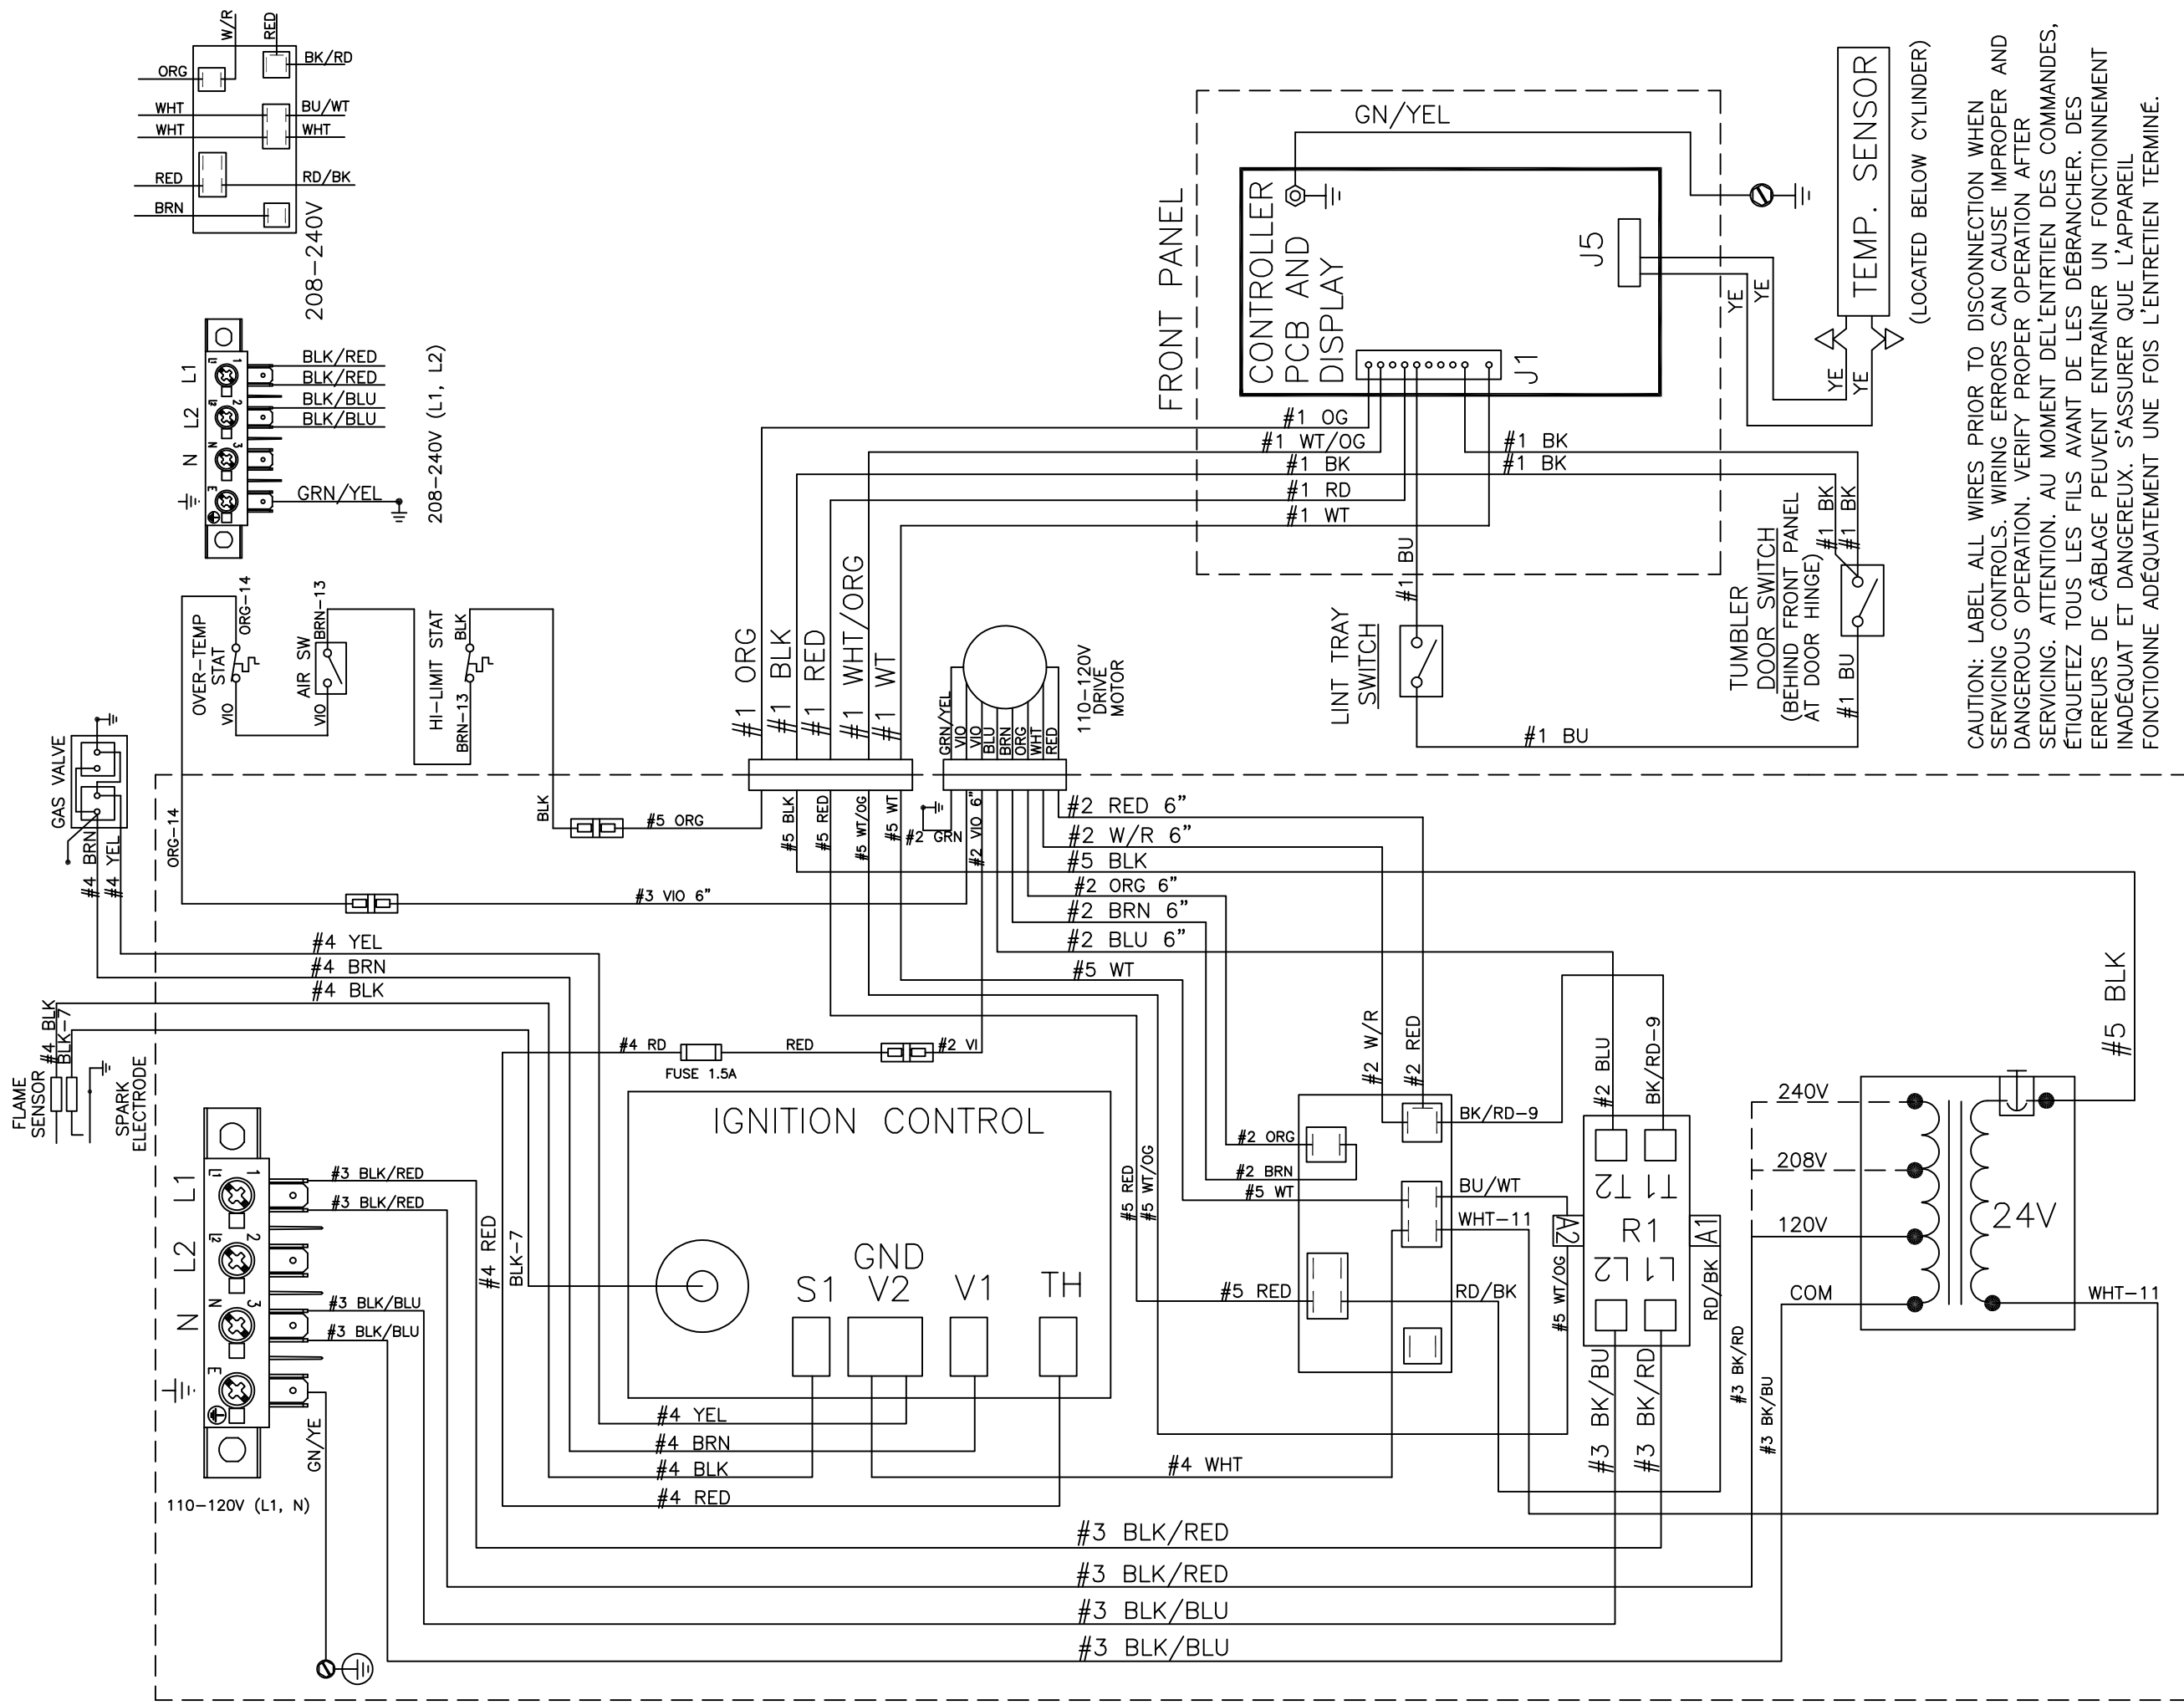 W/R
RED
ORG
BK/RD
WHT
BU/WT
WHT
WHT
RED
RD/BK
BRN
208-240V
L1
L2
N
L1
1
L2
2
N
3
E
BLK/RED
BLK/RED
BLK/BLU
BLK/BLU
GRN/YEL
208-240V (L1, L2)
OVER-TEMP
STAT
ORG-14
VIO
AIR SW
BRN-13
VIO
HI-LIMIT STAT
BLK
BRN-13
GAS VALVE
#4 BRN
#4 YEL
ORG-14
BLK
#5 ORG
#3 VIO 6"
#4 YEL
#4 BRN
#4 BLK
#1 ORG
#1 BLK
#1 RED
#1 WHT/ORG
#1 WT
GRN/YEL
VIO
VIO
BLU
BRN
ORG
WHT
RED
110-120V
DRIVE
MOTOR
#5 BLK
#5 RED
#5 WT/OG
#5 WT
#2 GRN
#2 VIO 6"
#2 RED 6"
#2 W/R 6"
#5 BLK
#2 ORG 6"
#2 BRN 6"
#2 BLU 6"
#5 WT
FRONT PANEL
CONTROLLER
PCB AND
DISPLAY
GN/YEL
J5
J1
#1 OG
#1 WT/OG
#1 BK
#1 RD
#1 WT
#1 BK
#1 BK
#1 BU
LINT TRAY
SWITCH
#1 BU
TUMBLER
DOOR SWITCH
(BEHIND FRONT PANEL
AT DOOR HINGE)
#1 BK
#1 BK
#1 BU
YE
YE
YE
YE
TEMP. SENSOR
(LOCATED BELOW CYLINDER)
CAUTION: LABEL ALL WIRES PRIOR TO DISCONNECTION WHEN
SERVICING CONTROLS. WIRING ERRORS CAN CAUSE IMPROPER AND
DANGEROUS OPERATION. VERIFY PROPER OPERATION AFTER
SERVICING. ATTENTION. AU MOMENT DEL'ENTRTIEN DES COMMANDES,
ÉTIQUETEZ TOUS LES FILS AVANT DE LES DÉBRANCHER. DES
ERREURS DE CÂBLAGE PEUVENT ENTRAÎNER UN FONCTIONNEMENT
INADÉQUAT ET DANGEREUX. S'ASSURER QUE L'APPAREIL
FONCTIONNE ADÉQUATEMENT UNE FOIS L'ENTRETIEN TERMINÉ.
FLAME
SENSOR
#4 BLK
BLK-7
SPARK
ELECTRODE
#4 RD
FUSE 1.5A
RED
#2 VI
IGNITION CONTROL
S1
GND
V2
V1
TH
#4 RED
BLK-7
#4 YEL
#4 BRN
#4 BLK
#4 RED
#4 WHT
L1
L2
N
L1
1
L2
2
N
3
E
#3 BLK/RED
#3 BLK/RED
#3 BLK/BLU
#3 BLK/BLU
GN/YE
110-120V (L1, N)
#5 RED
#5 WT/OG
#2 ORG
#2 BRN
#5 WT
#5 RED
#2 W/R
#2 RED
BK/RD-9
BU/WT
WHT-11
RD/BK
#2 BLU
BK/RD-9
T2
T1
A2
R1
A1
L2
L1
#5 WT/OG
RD/BK
#3 BK/BU
#3 BK/RD
#3 BK/RD
#3 BK/BU
240V
208V
120V
COM
24V
#5 BLK
WHT-11
#3 BLK/RED
#3 BLK/RED
#3 BLK/BLU
#3 BLK/BLU